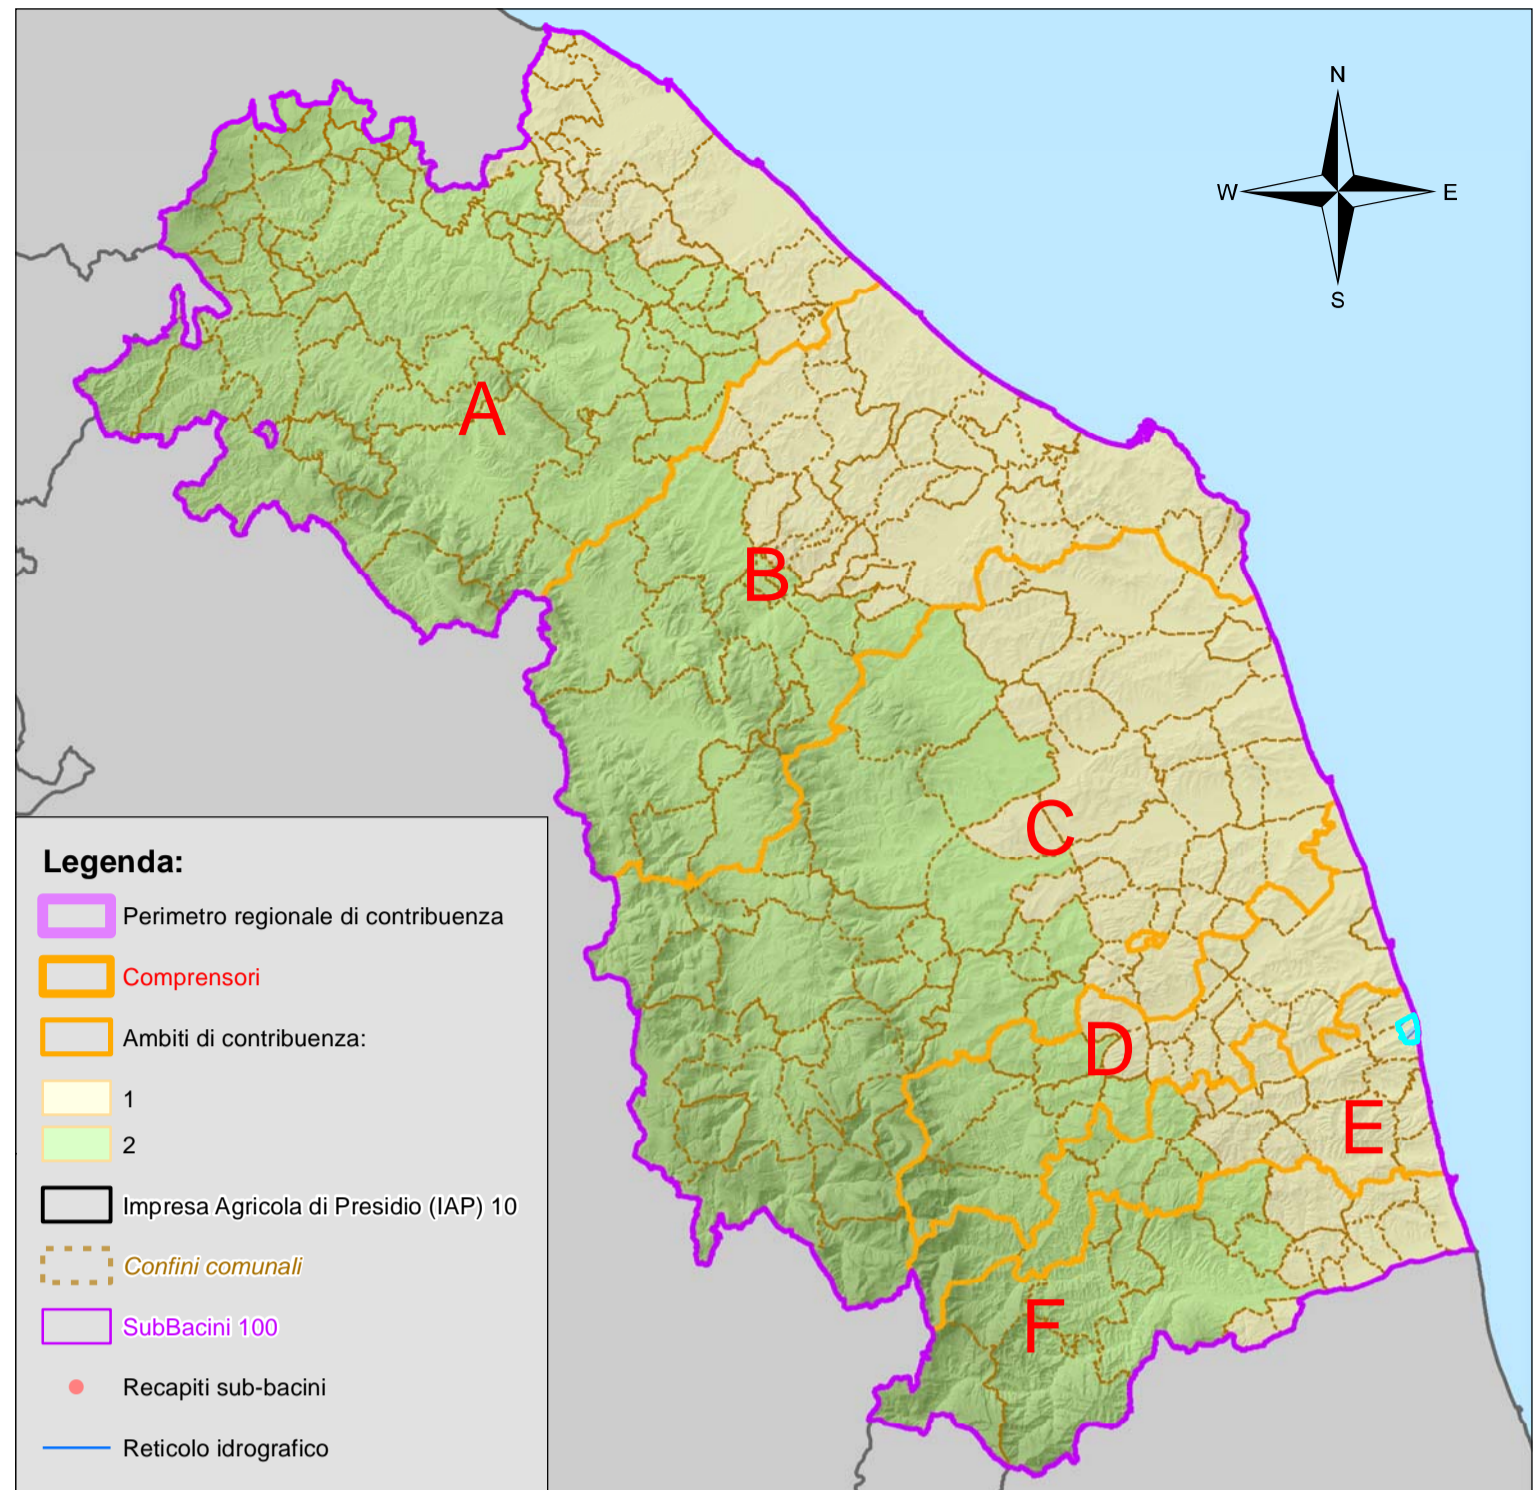 N
W
E
S
A
B
C
D
E
F
Legenda:
Perimetro regionale di contribuenza
Comprensori
Ambiti di contribuenza:
1
2
Impresa Agricola di Presidio (IAP) 10
Confini comunali
SubBacini 100
Recapiti sub-bacini
Reticolo idrografico